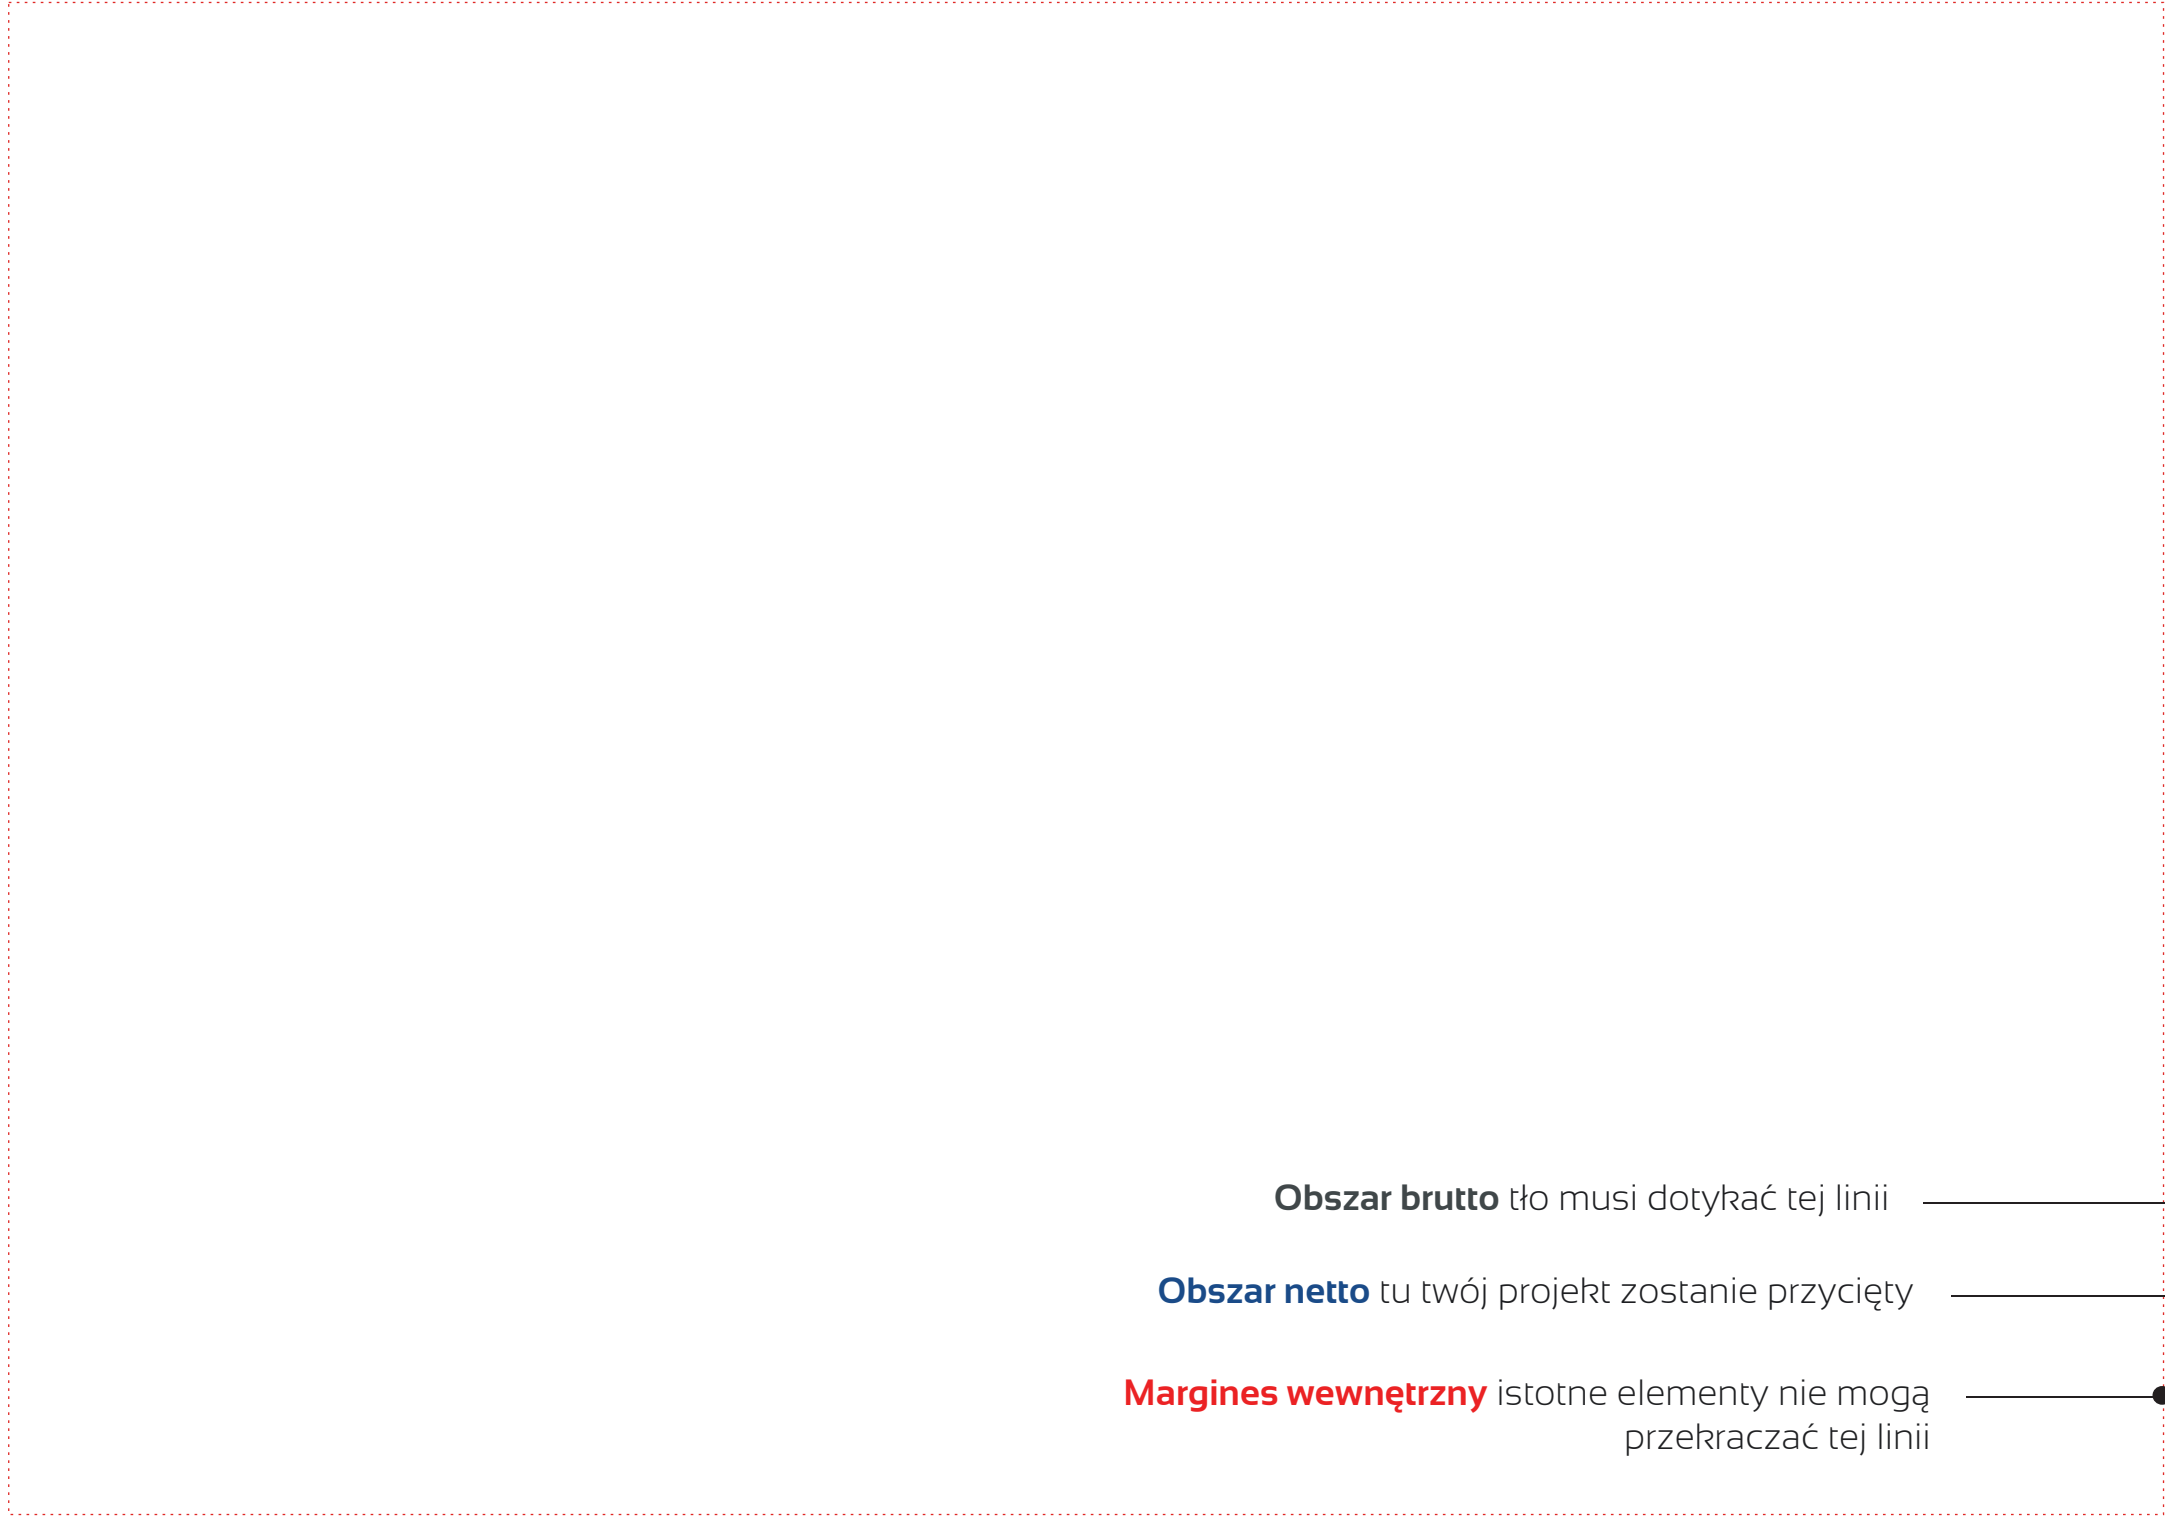 Obszar brutto tło musi dotykać tej linii
Obszar netto tu twój projekt zostanie przycięty
Margines wewnętrzny istotne elementy nie mogą
przekraczać tej linii